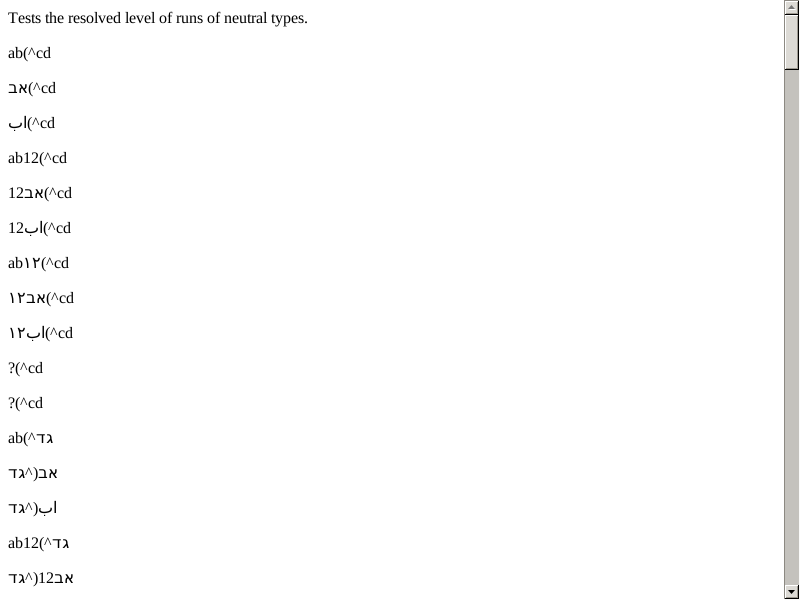 Tests the resolved level of runs of neutral types.
ab(^cd
אב(^cd
اب(^cd
ab12(^cd
אב12(^cd
اب12(^cd
ab١٢(^cd
אב١٢(^cd
اب١٢(^cd
?(^cd
?(^cd
ab(^גד
אב(^גד
اب(^גד
ab12(^גד
אב12(^גד